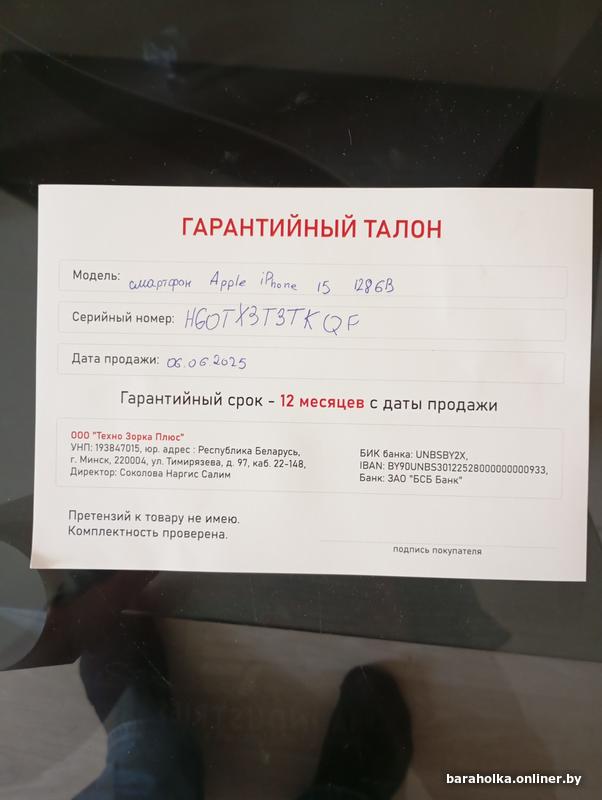 ГАРАНТИЙНЫЙ ТАЛОН
Модель: смартфон Apple iPhone 15 128GB
Серийный номер: H60TX3T3TKQF
Дата продажи: 06.06.2025
Гарантийный срок - 12 месяцев с даты продажи
ООО "Техно Зорка Плюс"
УНП: 193847015, юр. адрес : Республика Беларусь,
г. Минск, 220004, ул. Тимирязева, д. 97, каб. 22-148,
Директор: Соколова Наргис Салим
БИК банка: UNBSBY2X,
IBAN: BY90UNBS30122528000000000933,
Банк: ЗАО "БСБ Банк"
Претензий к товару не имею.
Комплектность проверена.
подпись покупателя
baraholka.onliner.by